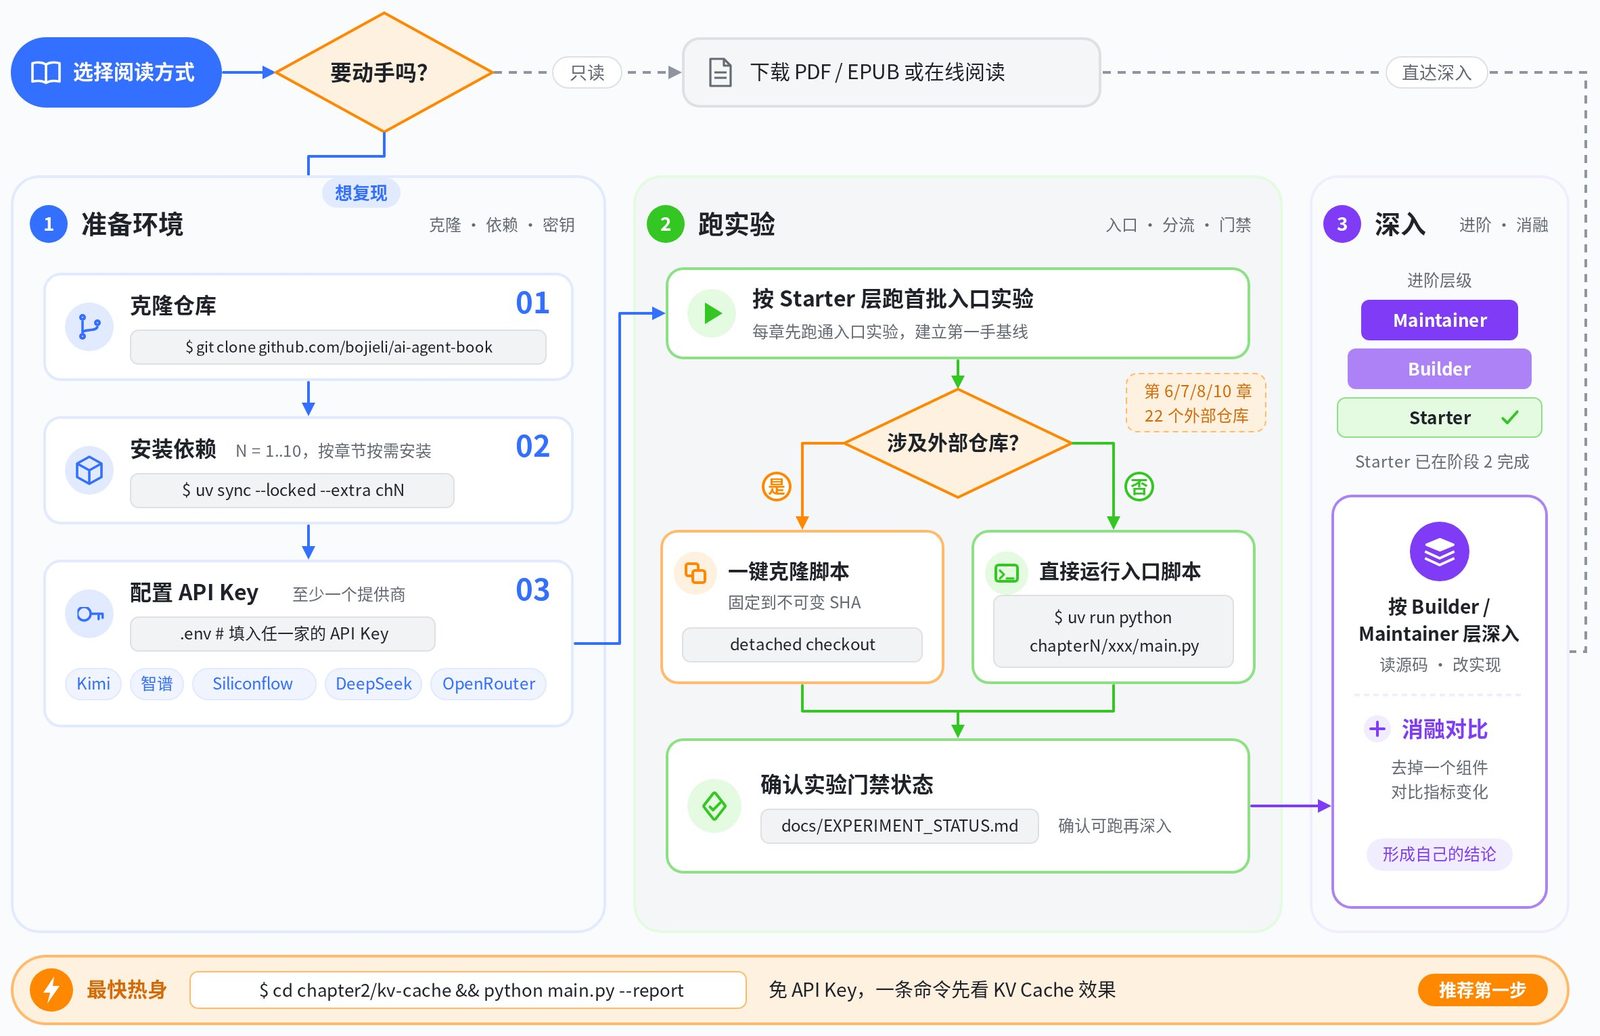 选择阅读方式
要动手吗？
只读
下载 PDF / EPUB 或在线阅读
直达深入
想复现
1 准备环境
克隆 · 依赖 · 密钥
克隆仓库
01
$ git clone github.com/bojieli/ai-agent-book
安装依赖
N = 1..10，按章节按需安装
02
$ uv sync --locked --extra chN
配置 API Key
至少一个提供商
03
.env # 填入任一家的 API Key
Kimi
智谱
Siliconflow
DeepSeek
OpenRouter
2 跑实验
入口 · 分流 · 门禁
按 Starter 层跑首批入口实验
每章先跑通入口实验，建立第一手基线
第 6/7/8/10 章
22 个外部仓库
涉及外部仓库？
是
否
一键克隆脚本
固定到不可变 SHA
detached checkout
直接运行入口脚本
$ uv run python
chapterN/xxx/main.py
确认实验门禁状态
docs/EXPERIMENT_STATUS.md
确认可跑再深入
3 深入
进阶 · 消融
进阶层级
Maintainer
Builder
Starter
Starter 已在阶段 2 完成
按 Builder /
Maintainer 层深入
读源码 · 改实现
消融对比
去掉一个组件
对比指标变化
形成自己的结论
最快热身
$ cd chapter2/kv-cache && python main.py --report
免 API Key，一条命令先看 KV Cache 效果
推荐第一步